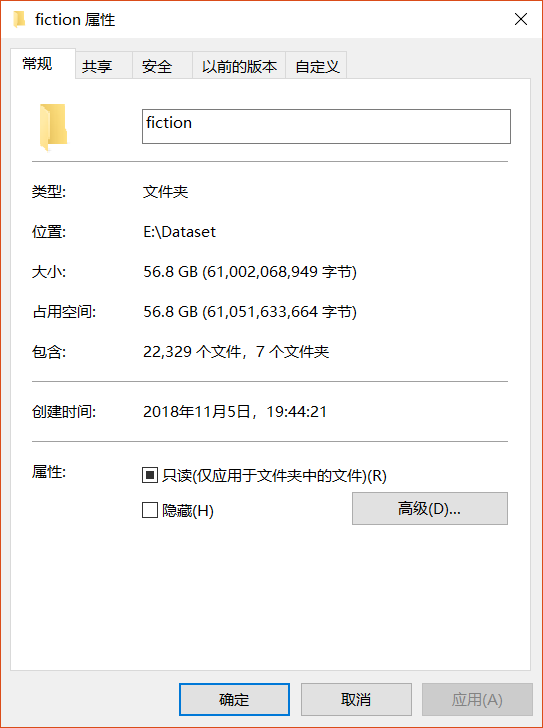 fiction 属性
常规 共享 安全 以前的版本 自定义
fiction
类型: 文件夹
位置: E:\Dataset
大小: 56.8 GB (61,002,068,949 字节)
占用空间: 56.8 GB (61,051,633,664 字节)
包含: 22,329 个文件，7 个文件夹
创建时间: 2018年11月5日，19:44:21
属性: 只读(仅应用于文件夹中的文件)(R)
隐藏(H) 高级(D)...
确定 取消 应用(A)